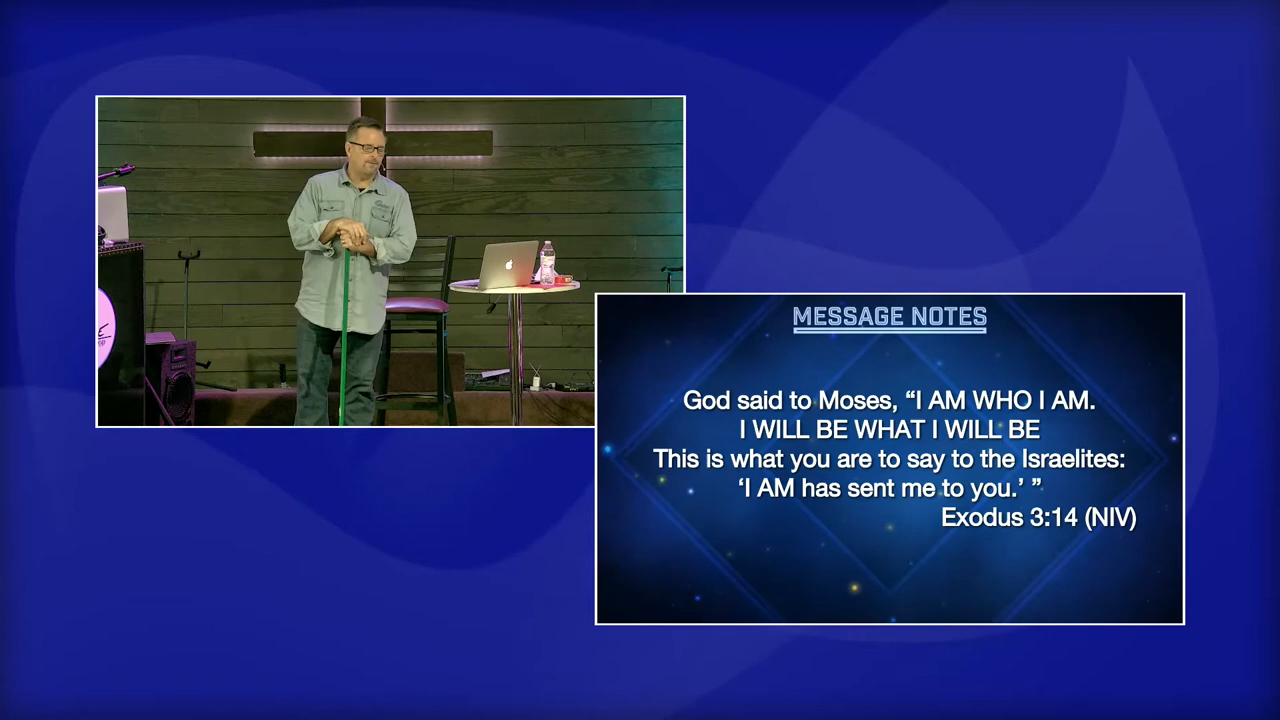 MESSAGE NOTES
God said to Moses, “I AM WHO I AM.
I WILL BE WHAT I WILL BE
This is what you are to say to the Israelites:
‘I AM has sent me to you.’ ”
Exodus 3:14 (NIV)